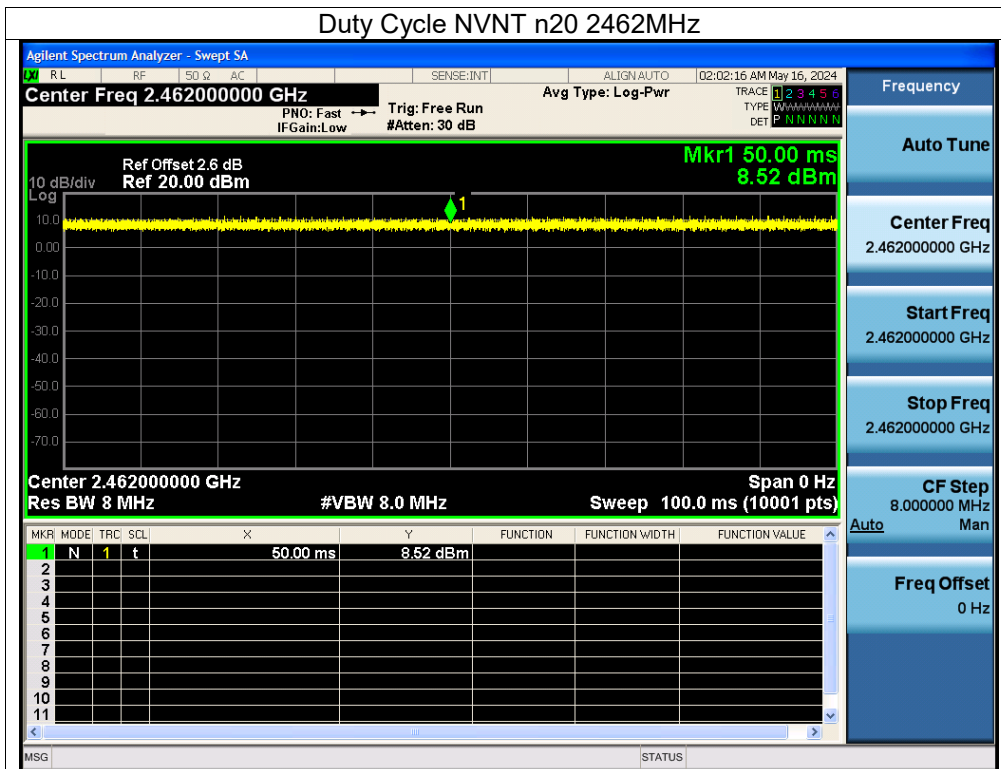 Duty Cycle NVNT n20 2462MHz
Agilent Spectrum Analyzer - Swept SA
LXI RL RF 50 Ω AC SENSE:INT ALIGN AUTO 02:02:16 AM May 16, 2024
Center Freq 2.462000000 GHz
PNO: Fast
IFGain:Low
Trig: Free Run
#Atten: 30 dB
Avg Type: Log-Pwr
TRACE 1 2 3 4 5 6
TYPE WWWWWW
DET P N N N N N
Ref Offset 2.6 dB
10 dB/div Ref 20.00 dBm
Log
Mkr1 50.00 ms
8.52 dBm
1
10.0
0.00
-10.0
-20.0
-30.0
-40.0
-50.0
-60.0
-70.0
Center 2.462000000 GHz Span 0 Hz
Res BW 8 MHz #VBW 8.0 MHz Sweep 100.0 ms (10001 pts)
MKR MODE TRC SCL X Y FUNCTION FUNCTION WIDTH FUNCTION VALUE
1 N 1 t 50.00 ms 8.52 dBm
2
3
4
5
6
7
8
9
10
11
MSG STATUS
Frequency
Auto Tune
Center Freq
2.462000000 GHz
Start Freq
2.462000000 GHz
Stop Freq
2.462000000 GHz
CF Step
8.000000 MHz
Auto Man
Freq Offset
0 Hz